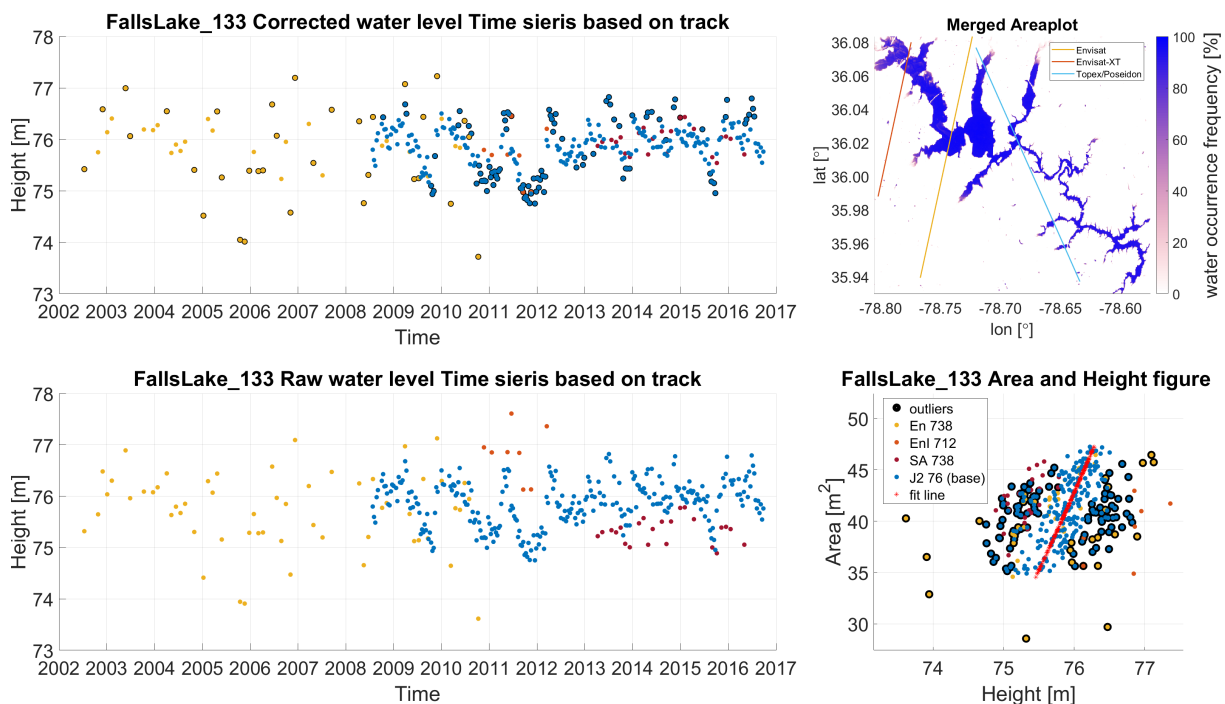 FallsLake_133 Corrected water level Time sieris based on track
78
77
76
75
74
73
Height [m]
2002 2003 2004 2005 2006 2007 2008 2009 2010 2011 2012 2013 2014 2015 2016 2017
Time
Merged Areaplot
36.08
36.06
36.04
36.02
36.00
35.98
35.96
35.94
lat [°]
-78.80 -78.75 -78.70 -78.65 -78.60
lon [°]
Envisat
Envisat-XT
Topex/Poseidon
100
80
60
40
20
0
water occurrence frequency [%]
FallsLake_133 Raw water level Time sieris based on track
78
77
76
75
74
73
Height [m]
2002 2003 2004 2005 2006 2007 2008 2009 2010 2011 2012 2013 2014 2015 2016 2017
Time
FallsLake_133 Area and Height figure
50
45
40
35
30
Area [m²]
outliers
En 738
Enl 712
SA 738
J2 76 (base)
fit line
74 75 76 77
Height [m]